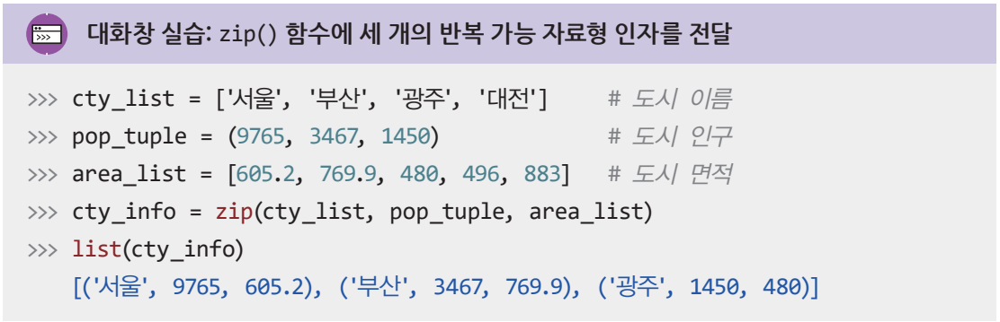 >>> 대화창 실습: zip() 함수에 세 개의 반복 가능 자료형 인자를 전달
>>> cty_list = ['서울', '부산', '광주', '대전'] # 도시 이름
>>> pop_tuple = (9765, 3467, 1450) # 도시 인구
>>> area_list = [605.2, 769.9, 480, 496, 883] # 도시 면적
>>> cty_info = zip(cty_list, pop_tuple, area_list)
>>> list(cty_info)
[('서울', 9765, 605.2), ('부산', 3467, 769.9), ('광주', 1450, 480)]